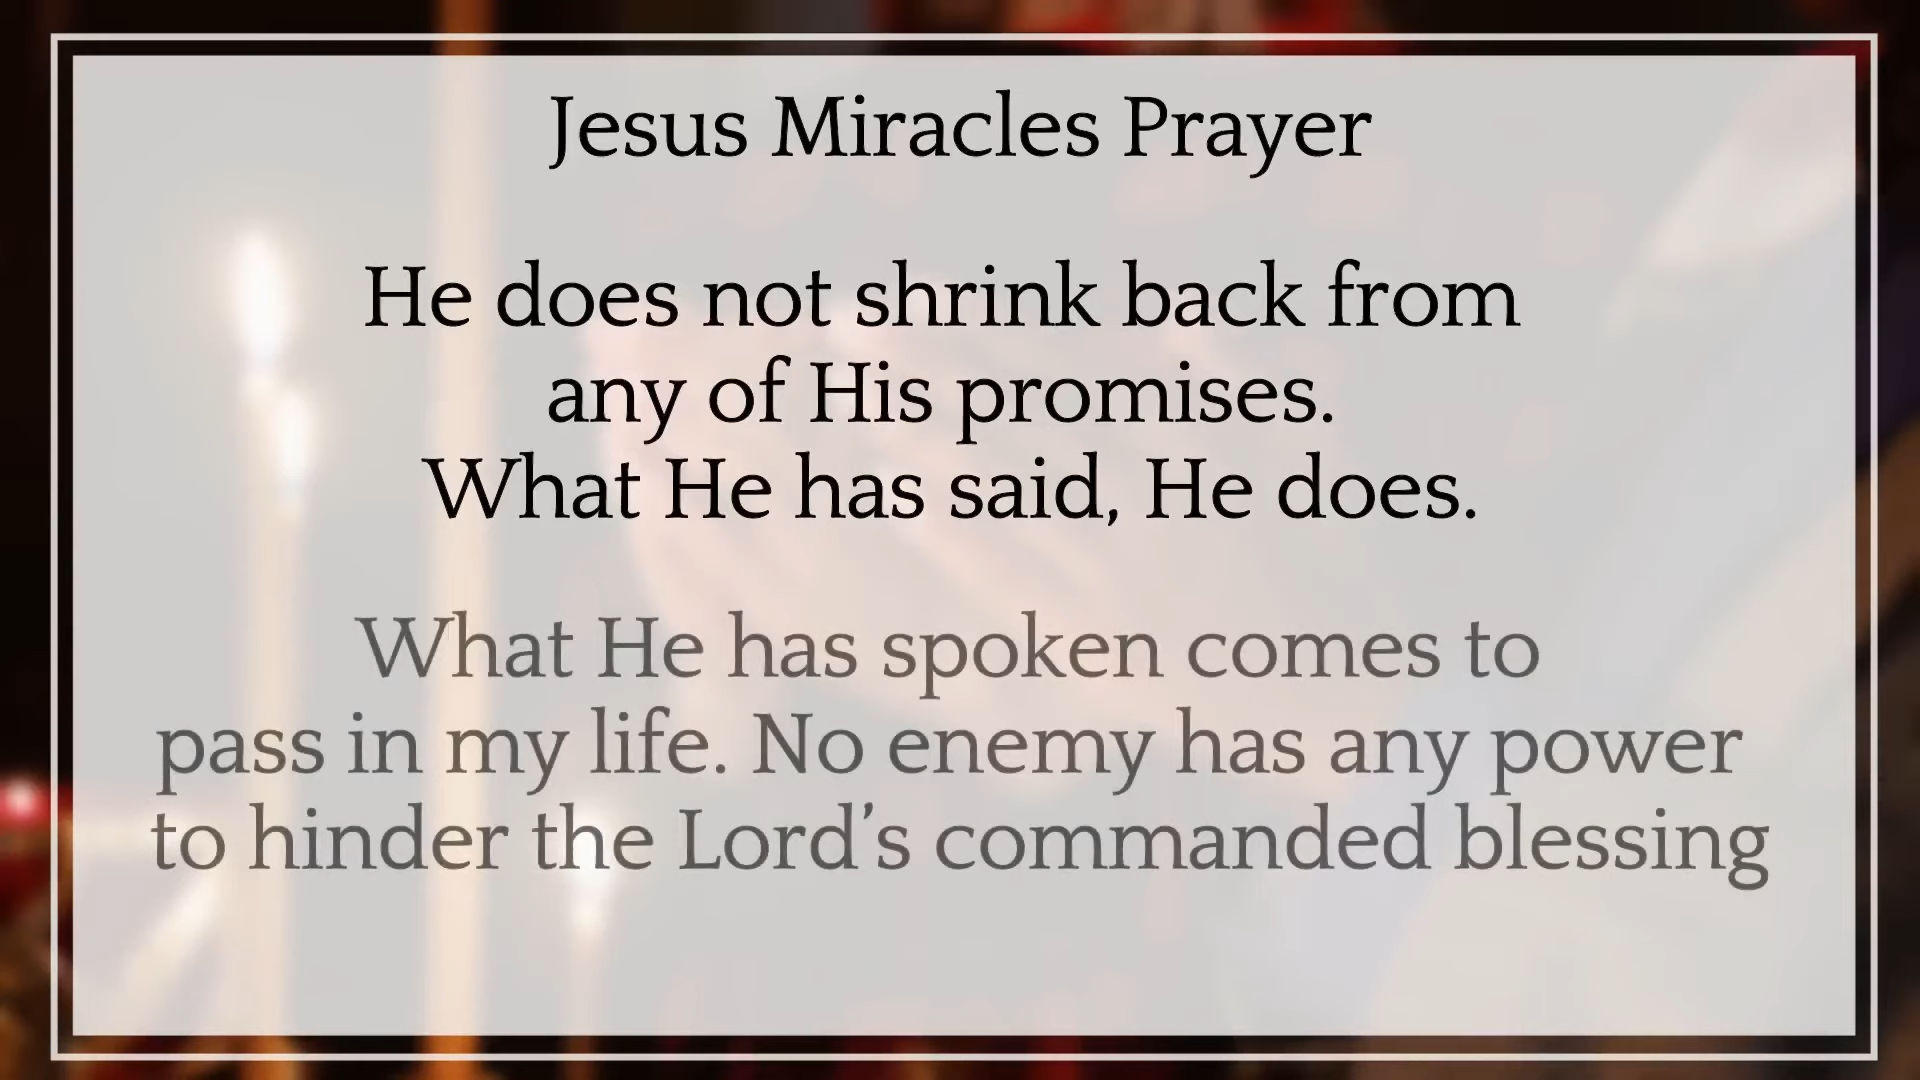 Jesus Miracles Prayer
He does not shrink back from
any of His promises.
What He has said, He does.
What He has spoken comes to
pass in my life. No enemy has any power
to hinder the Lord’s commanded blessing